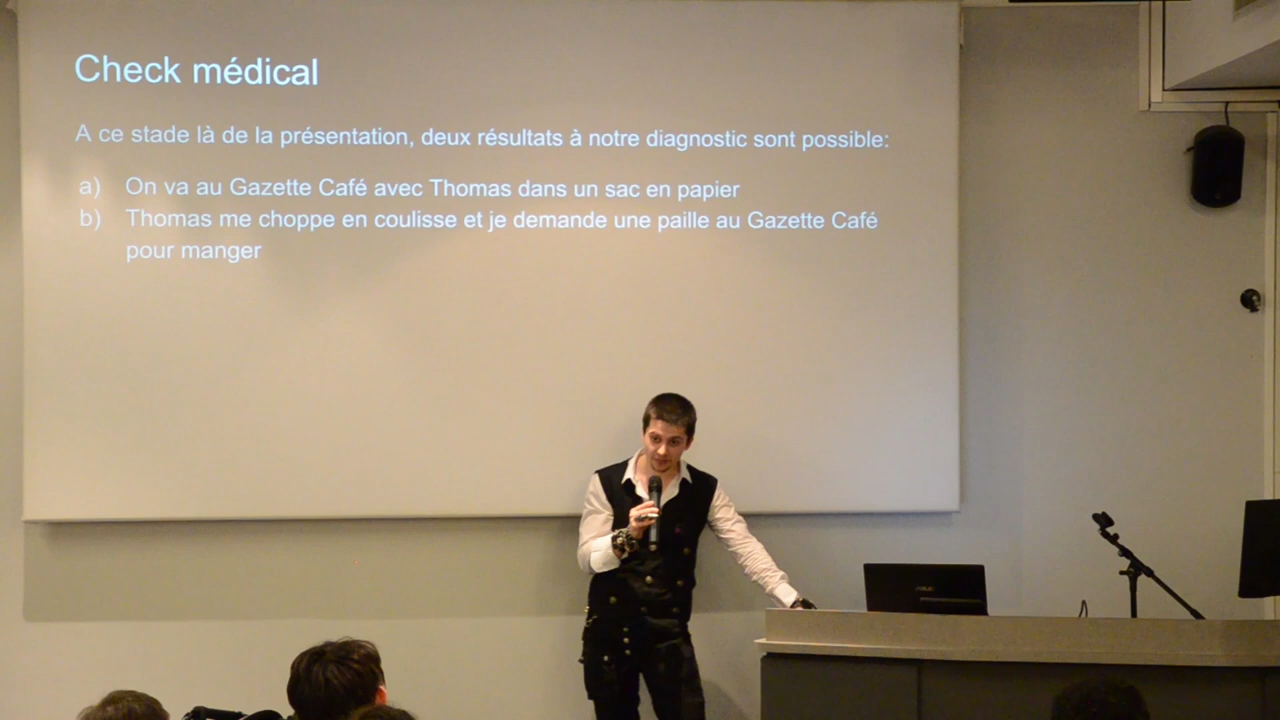 Check médical
A ce stade là de la présentation, deux résultats à notre diagnostic sont possible:
a) On va au Gazette Café avec Thomas dans un sac en papier
b) Thomas me choppe en coulisse et je demande une paille au Gazette Café
pour manger
ASUS